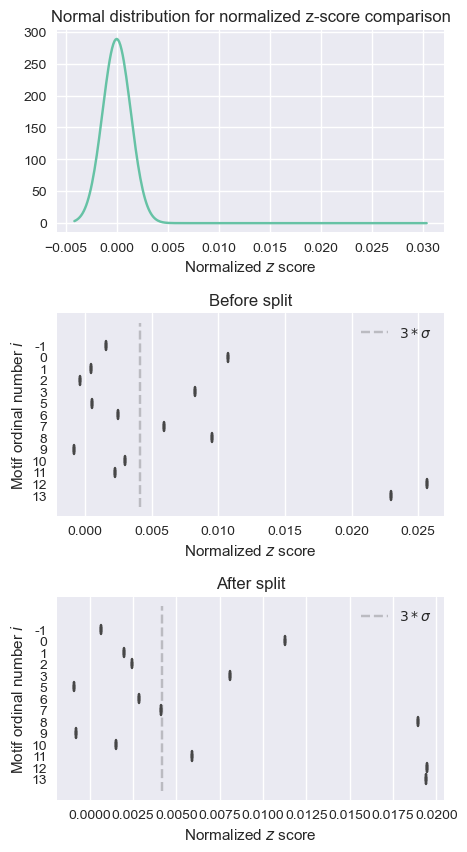 Normal distribution for normalized z-score comparison
300
250
200
150
100
50
0
−0.005 0.000 0.005 0.010 0.015 0.020 0.025 0.030
Normalized z score
Before split
Motif ordinal number i
3 * σ
-1
0
1
2
3
5
6
7
8
9
10
11
12
13
0.000 0.005 0.010 0.015 0.020 0.025
Normalized z score
After split
Motif ordinal number i
3 * σ
-1
0
1
2
3
5
6
7
8
9
10
11
12
13
0.0000 0.0025 0.0050 0.0075 0.0100 0.0125 0.0150 0.0175 0.0200
Normalized z score